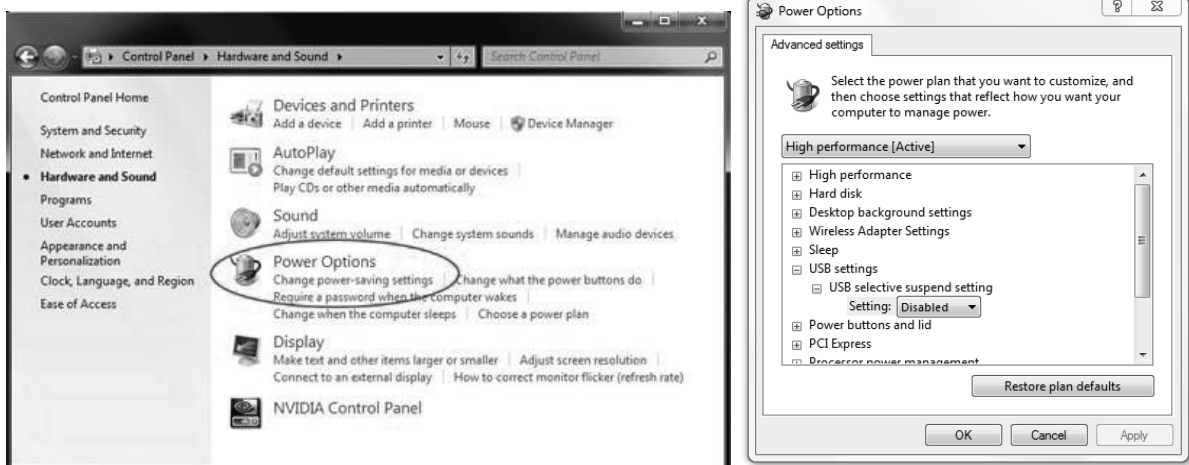 Control Panel ▸ Hardware and Sound ▸
Search Control Panel
Control Panel Home
System and Security
Network and Internet
• Hardware and Sound
Programs
User Accounts
Appearance and
Personalization
Clock, Language, and Region
Ease of Access
Devices and Printers
Add a device | Add a printer | Mouse | Device Manager
AutoPlay
Change default settings for media or devices
Play CDs or other media automatically
Sound
Adjust system volume | Change system sounds | Manage audio devices
Power Options
Change power-saving settings | Change what the power buttons do
Require a password when the computer wakes
Change when the computer sleeps | Choose a power plan
Display
Make text and other items larger or smaller | Adjust screen resolution
Connect to an external display | How to correct monitor flicker (refresh rate)
NVIDIA Control Panel
Power Options
Advanced settings
Select the power plan that you want to customize, and
then choose settings that reflect how you want your
computer to manage power.
High performance [Active]
High performance
Hard disk
Desktop background settings
Wireless Adapter Settings
Sleep
USB settings
USB selective suspend setting
Setting: Disabled
Power buttons and lid
PCI Express
Processor power management
Restore plan defaults
OK Cancel Apply